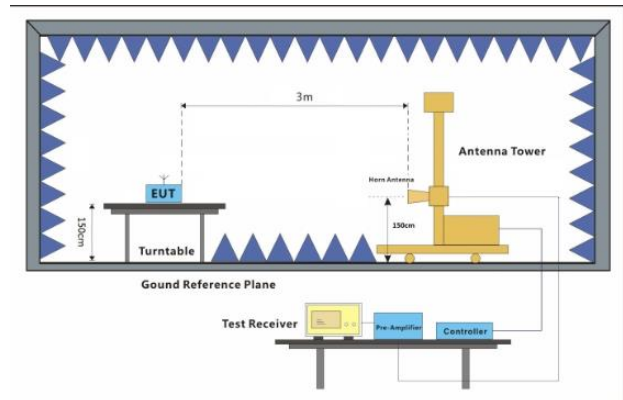 3m
Antenna Tower
Horn Antenna
EUT
150cm
150cm
Turntable
Gound Reference Plane
Test Receiver
Pre-Amplifier
Controller